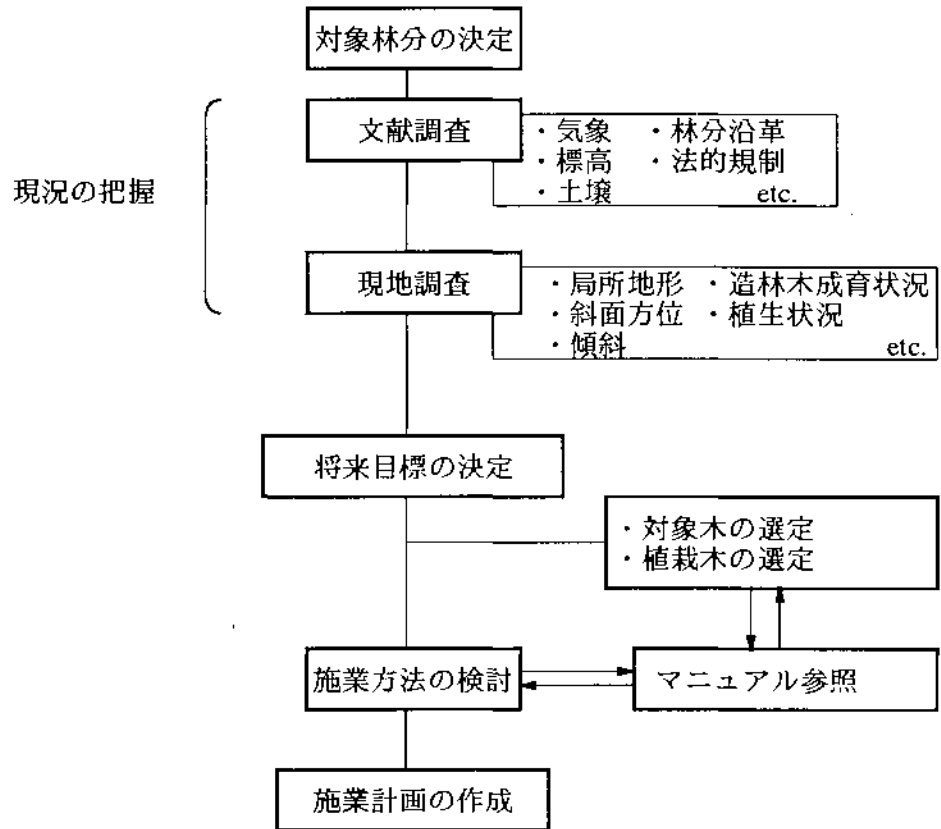 対象林分の決定
文献調査
・気象 ・林分沿革
・標高 ・法的規制
・土壌 etc.
現況の把握
現地調査
・局所地形 ・造林木成育状況
・斜面方位 ・植生状況
・傾斜 etc.
将来目標の決定
・対象木の選定
・植栽木の選定
施業方法の検討
マニュアル参照
施業計画の作成